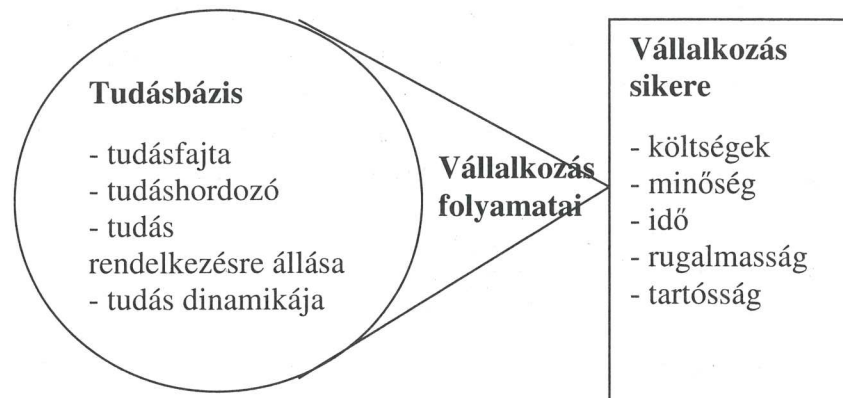 Tudásbázis
- tudásfajta
- tudáshordozó
- tudás
rendelkezésre állása
- tudás dinamikája
Vállalkozás
folyamatai
Vállalkozás
sikere
- költségek
- minőség
- idő
- rugalmasság
- tartósság